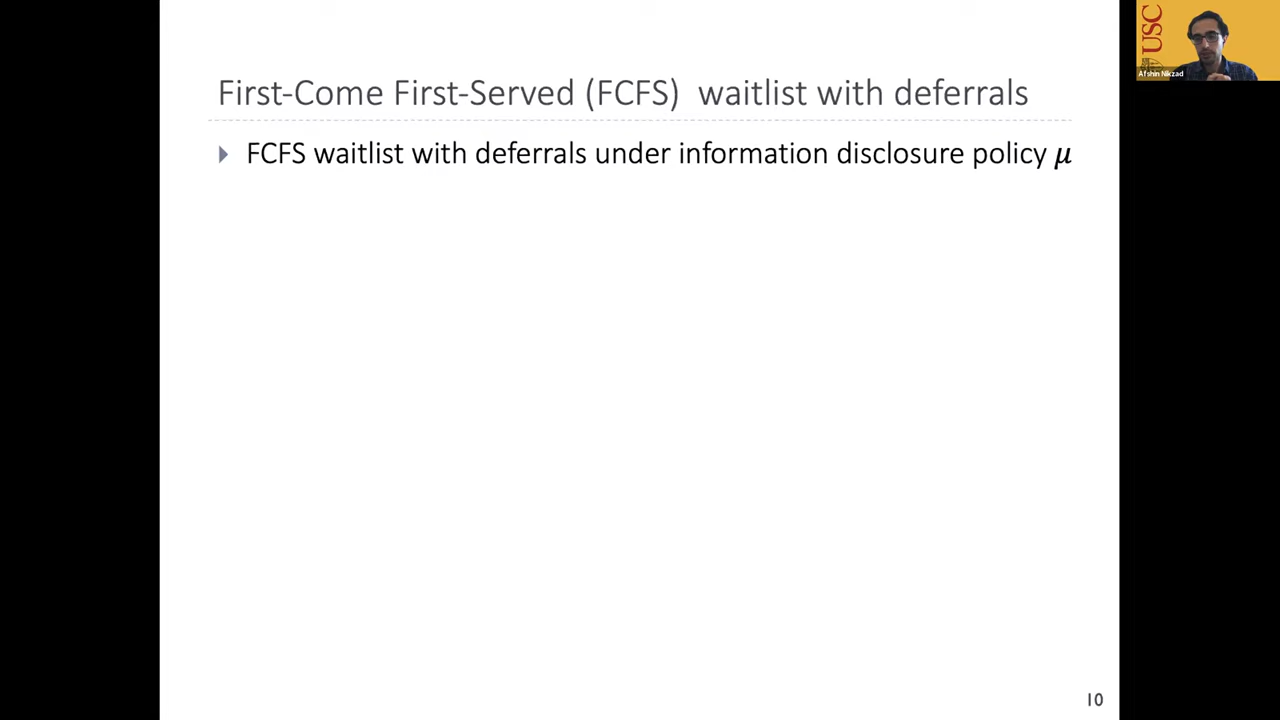 USC
Afshin Nikzad
First-Come First-Served (FCFS) waitlist with deferrals
FCFS waitlist with deferrals under information disclosure policy μ
10